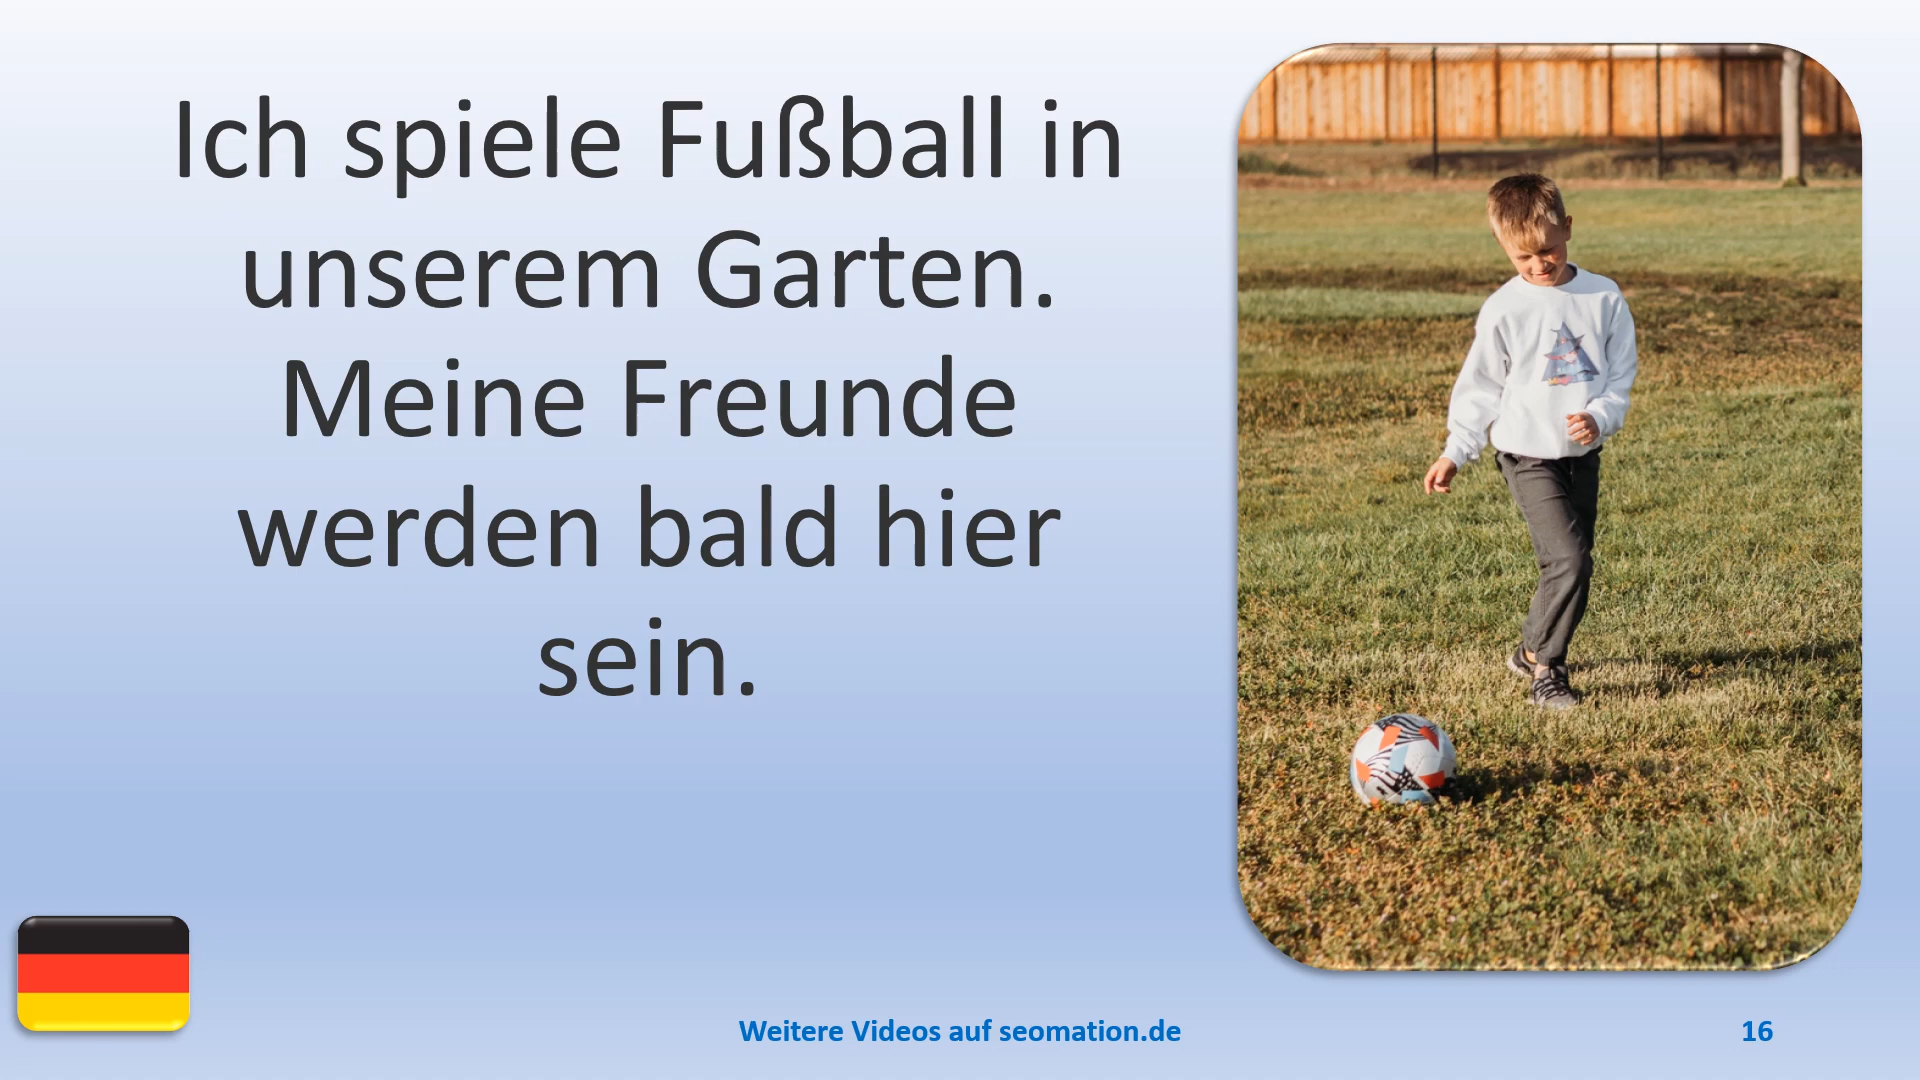 Ich spiele Fußball in
unserem Garten.
Meine Freunde
werden bald hier
sein.
Weitere Videos auf seomation.de
16